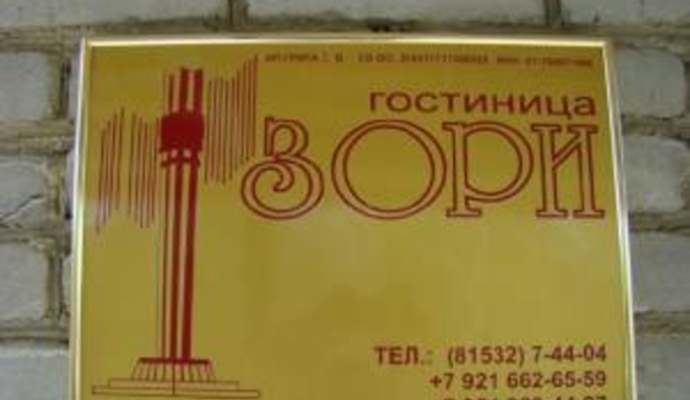 ГОСТИНИЦА
ЗОРИ
ТЕЛ.: (81532) 7-44-04
+7 921 662-65-59